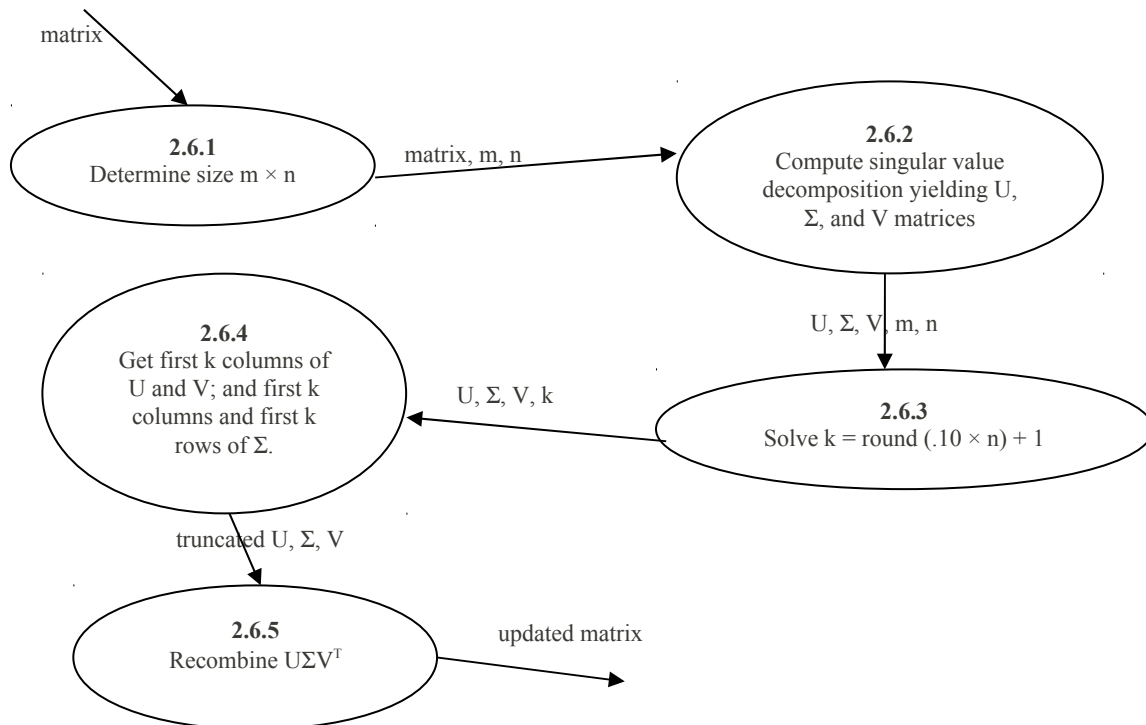 matrix
2.6.1
Determine size m × n
matrix, m, n
2.6.2
Compute singular value
decomposition yielding U,
Σ, and V matrices
U, Σ, V, m, n
2.6.3
Solve k = round (.10 × n) + 1
U, Σ, V, k
2.6.4
Get first k columns of
U and V; and first k
columns and first k
rows of Σ.
truncated U, Σ, V
2.6.5
Recombine UΣVᵀ
updated matrix